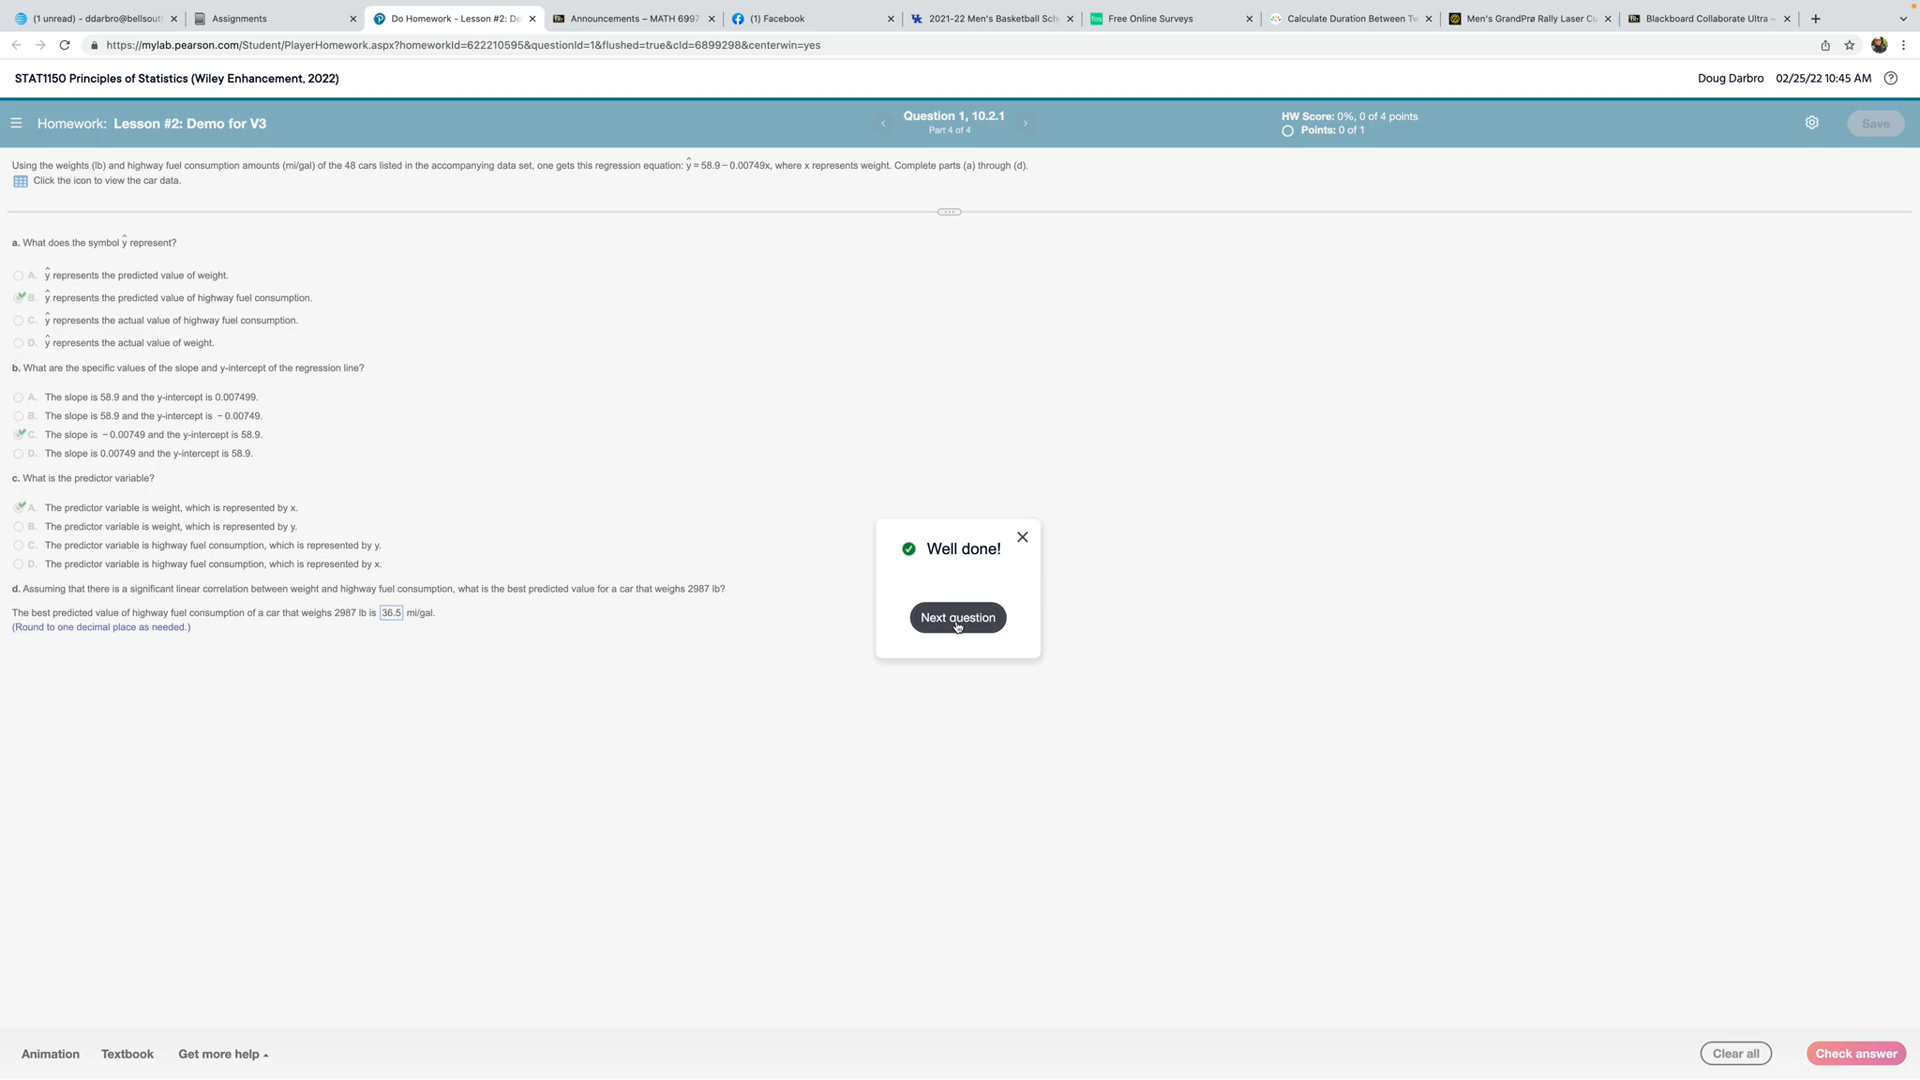 (1 unread) - ddarbro@bellsout
Assignments
Do Homework - Lesson #2: De
Announcements – MATH 6997
(1) Facebook
2021-22 Men's Basketball Sch
Free Online Surveys
Calculate Duration Between Tw
Men's GrandPrø Rally Laser Cu
Blackboard Collaborate Ultra –
https://mylab.pearson.com/Student/PlayerHomework.aspx?homeworkId=622210595&questionId=1&flushed=true&cId=6899298&centerwin=yes
STAT1150 Principles of Statistics (Wiley Enhancement, 2022)
Doug Darbro 02/25/22 10:45 AM
Homework: Lesson #2: Demo for V3
Question 1, 10.2.1
Part 4 of 4
HW Score: 0%, 0 of 4 points
Points: 0 of 1
Save
Using the weights (lb) and highway fuel consumption amounts (mi/gal) of the 48 cars listed in the accompanying data set, one gets this regression equation: ŷ = 58.9 − 0.00749x, where x represents weight. Complete parts (a) through (d).
Click the icon to view the car data.
a. What does the symbol ŷ represent?
A. ŷ represents the predicted value of weight.
B. ŷ represents the predicted value of highway fuel consumption.
C. ŷ represents the actual value of highway fuel consumption.
D. ŷ represents the actual value of weight.
b. What are the specific values of the slope and y-intercept of the regression line?
A. The slope is 58.9 and the y-intercept is 0.007499.
B. The slope is 58.9 and the y-intercept is − 0.00749.
C. The slope is − 0.00749 and the y-intercept is 58.9.
D. The slope is 0.00749 and the y-intercept is 58.9.
c. What is the predictor variable?
A. The predictor variable is weight, which is represented by x.
B. The predictor variable is weight, which is represented by y.
C. The predictor variable is highway fuel consumption, which is represented by y.
D. The predictor variable is highway fuel consumption, which is represented by x.
d. Assuming that there is a significant linear correlation between weight and highway fuel consumption, what is the best predicted value for a car that weighs 2987 lb?
The best predicted value of highway fuel consumption of a car that weighs 2987 lb is 36.5 mi/gal.
(Round to one decimal place as needed.)
Well done!
Next question
Animation
Textbook
Get more help
Clear all
Check answer